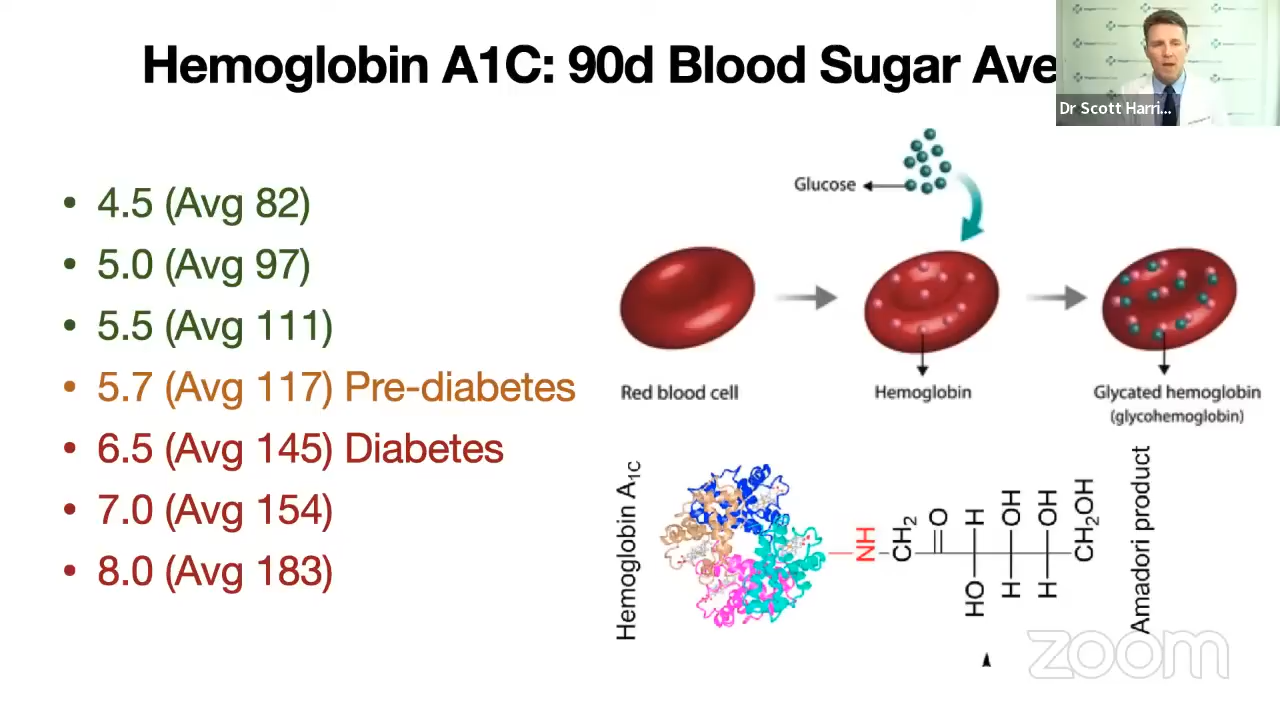 Hemoglobin A1C: 90d Blood Sugar Ave
Dr Scott Harri...
• 4.5 (Avg 82)
• 5.0 (Avg 97)
• 5.5 (Avg 111)
• 5.7 (Avg 117) Pre-diabetes
• 6.5 (Avg 145) Diabetes
• 7.0 (Avg 154)
• 8.0 (Avg 183)
Glucose
Red blood cell
Hemoglobin
Glycated hemoglobin
(glycohemoglobin)
Hemoglobin A1C
NH
CH2
O
HO
H
H
OH
H
OH
CH2OH
Amadori product
zoom